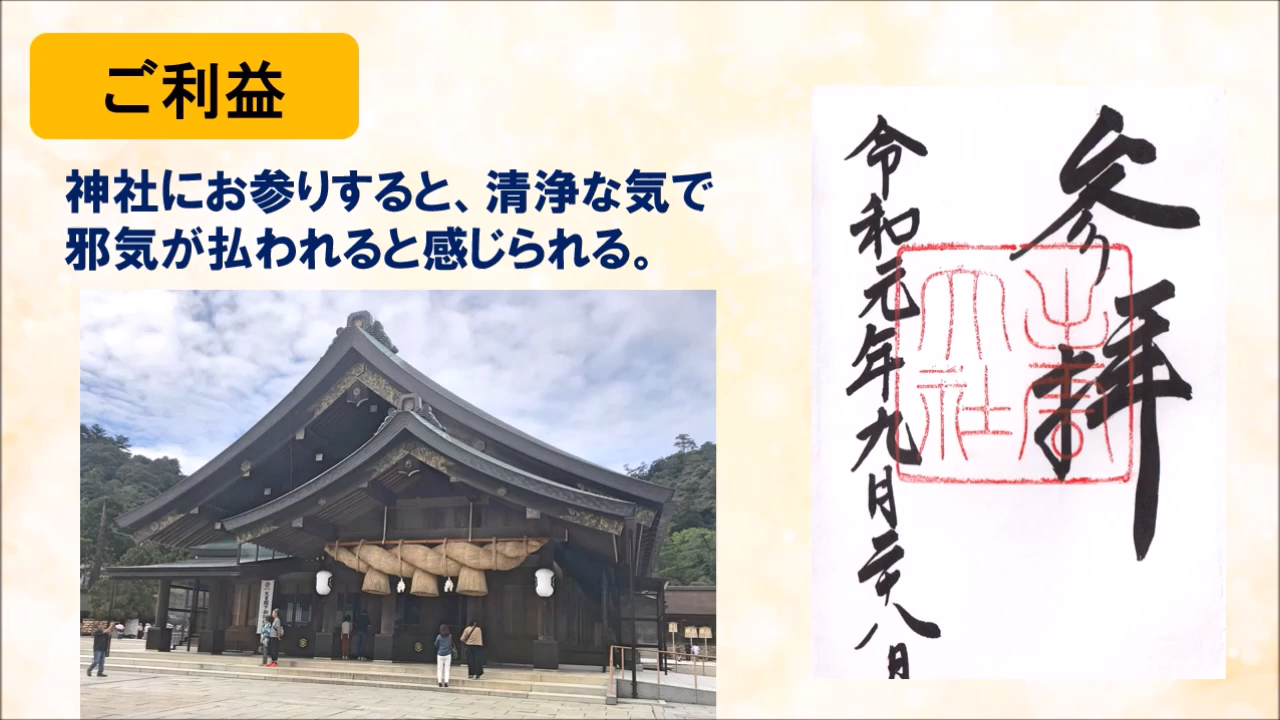 ご利益
神社にお参りすると、清浄な気で
邪気が払われると感じられる。
参拝
令和元年九月二十八日